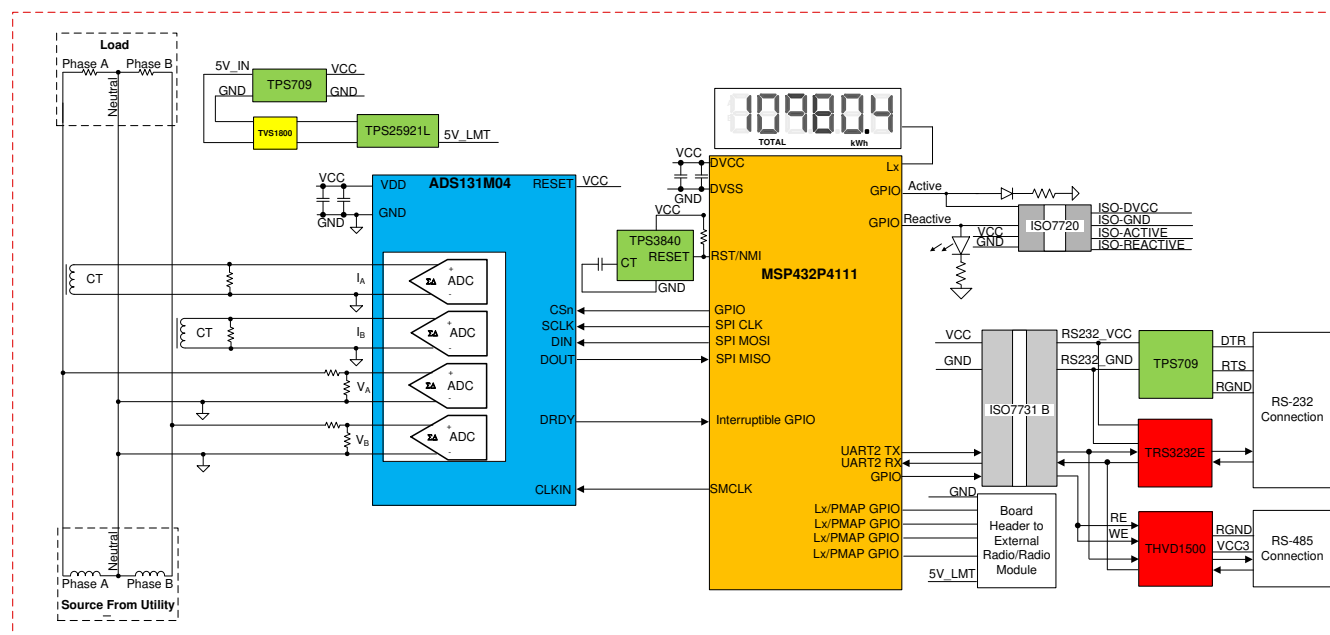 Load
Phase A
Phase B
Neutral
5V_IN
GND
TPS709
VCC
GND
TVS1800
TPS25921L
5V_LMT
10980.4
TOTAL
kWh
VCC
VDD
GND
GND
ADS131M04
RESET
VCC
CT
I_A
ΣΔ
ADC
+
-
CT
I_B
ΣΔ
ADC
+
-
V_A
ΣΔ
ADC
+
-
V_B
ΣΔ
ADC
+
-
CSn
SCLK
DIN
DOUT
DRDY
CLKIN
VCC
GND
VCC
TPS3840
CT
RESET
GND
DVCC
DVSS
RST/NMI
MSP432P4111
GPIO
SPI CLK
SPI MOSI
SPI MISO
Interruptible GPIO
SMCLK
Lx
GPIO
GPIO
Active
Reactive
VCC
GND
ISO7720
ISO-DVCC
ISO-GND
ISO-ACTIVE
ISO-REACTIVE
VCC
GND
ISO7731 B
RS232_VCC
RS232_GND
TPS709
DTR
RTS
RGND
RS-232
Connection
TRS3232E
UART2 TX
UART2 RX
GPIO
GND
Lx/PMAP GPIO
Lx/PMAP GPIO
Lx/PMAP GPIO
Lx/PMAP GPIO
5V_LMT
Board
Header to
External
Radio/Radio
Module
RE
WE
THVD1500
RGND
VCC3
RS-485
Connection
Neutral
Phase A
Phase B
Source From Utility